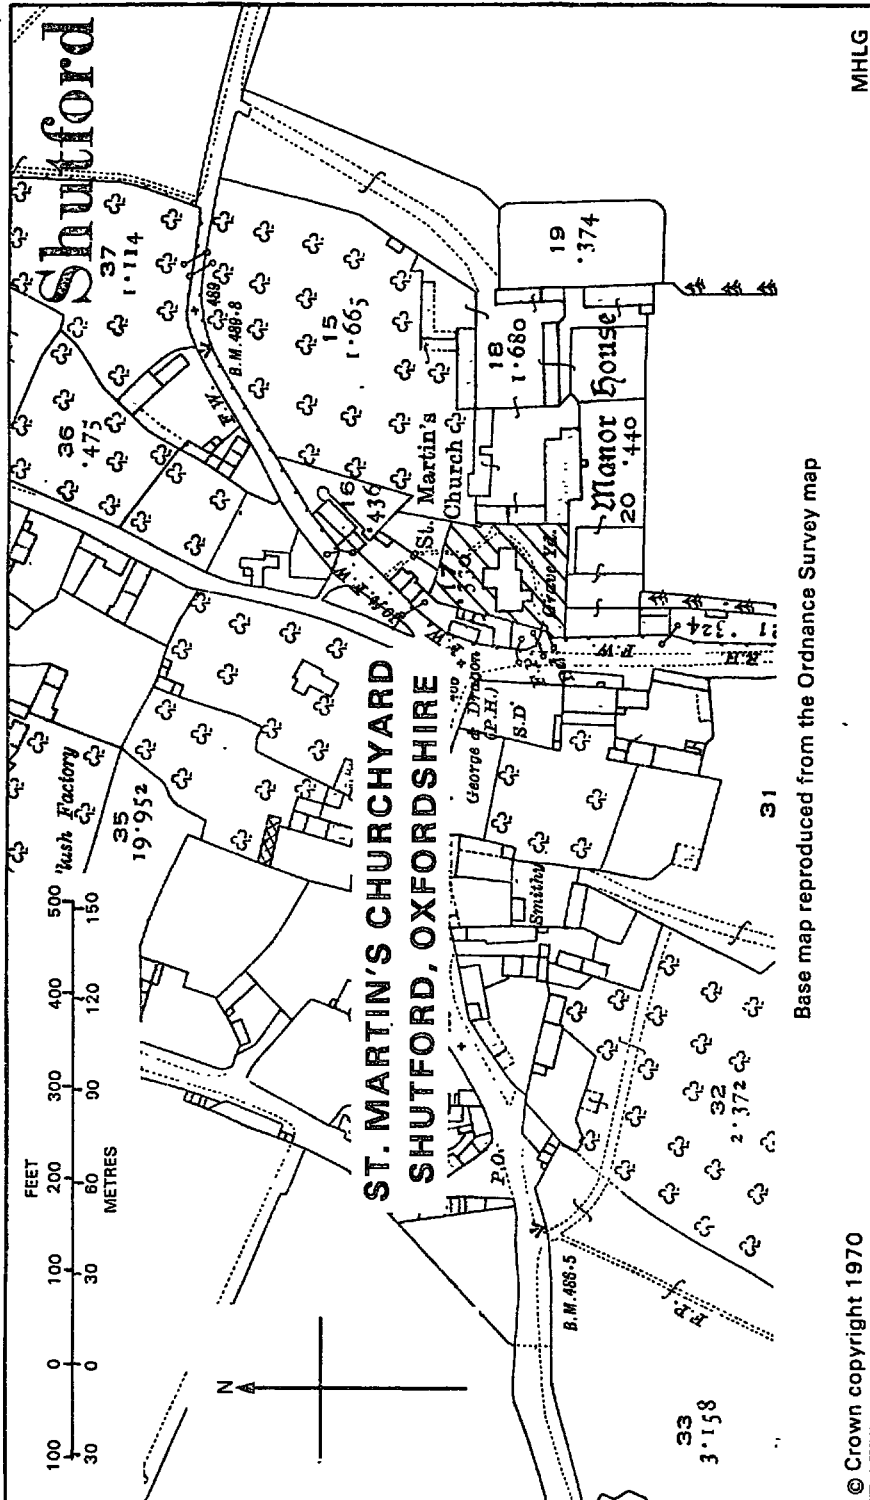 Shutford
FEET
100 0 100 200 300 400 500
30 0 30 60 90 120 150
METRES
N
ST. MARTIN'S CHURCHYARD
SHUTFORD, OXFORDSHIRE
37
1·114
36
·475
35
19·952
Factory
489
B.M. 489·8
F.W.
15
1·665
16
·436
F.W.
F.W.
St. Martin's
Church
Grave Yd.
18
1·680
19
·374
Manor House
20
·440
George & Dragon
(P.H.)
S.D
F.W.
R.H.
·324
Smithy
31
P.O.
32
2·372
B.M. 486·5
F.P.
33
3·158
Base map reproduced from the Ordnance Survey map
© Crown copyright 1970
MHLG